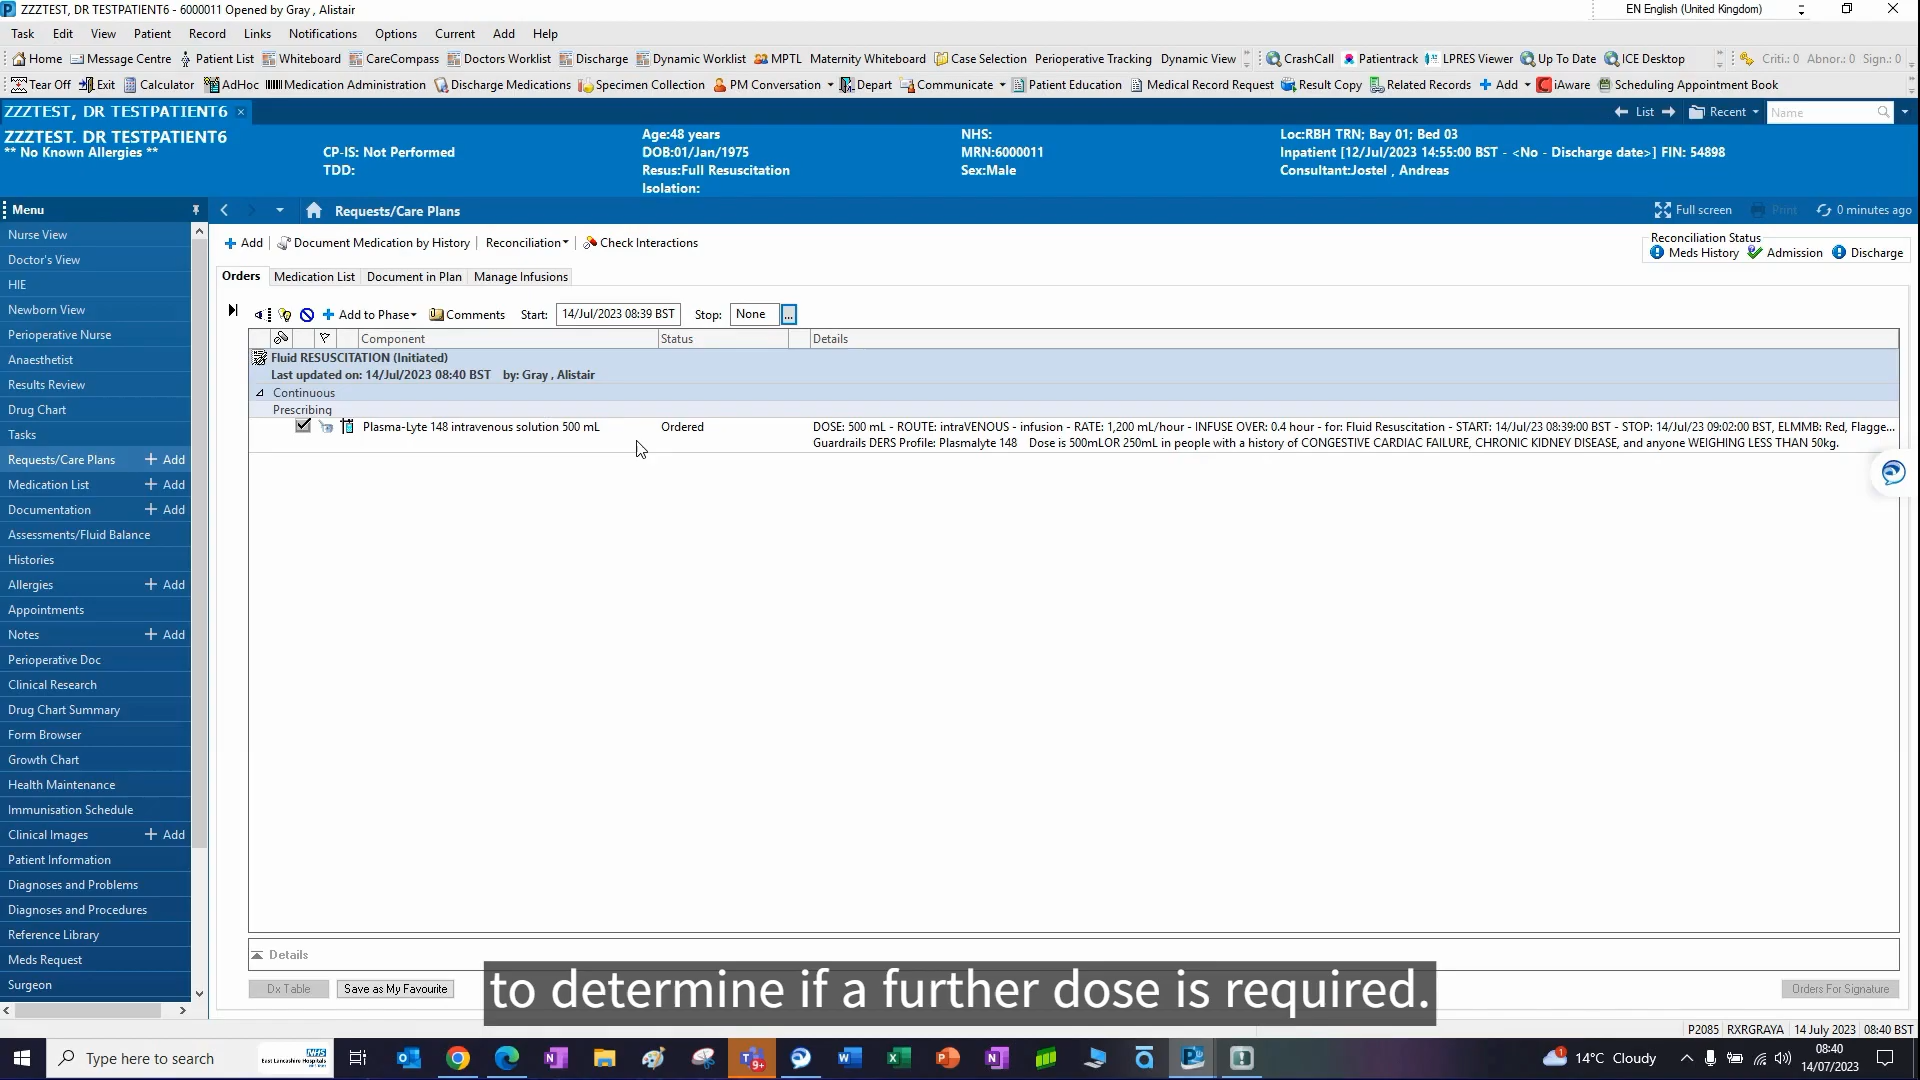 ZZZTEST, DR TESTPATIENT6 - 6000011 Opened by Gray , Alistair
EN English (United Kingdom)
Task Edit View Patient Record Links Notifications Options Current Add Help
Home Message Centre Patient List Whiteboard CareCompass Doctors Worklist Discharge Dynamic Worklist MPTL Maternity Whiteboard Case Selection Perioperative Tracking Dynamic View CrashCall Patientrack LPRES Viewer Up To Date ICE Desktop Criti.: 0 Abnor.: 0 Sign.: 0
Tear Off Exit Calculator AdHoc Medication Administration Discharge Medications Specimen Collection PM Conversation Depart Communicate Patient Education Medical Record Request Result Copy Related Records Add iAware Scheduling Appointment Book
ZZZTEST, DR TESTPATIENT6
List Recent Name
ZZZTEST. DR TESTPATIENT6
** No Known Allergies **
CP-IS: Not Performed
TDD:
Age:48 years
DOB:01/Jan/1975
Resus:Full Resuscitation
Isolation:
NHS:
MRN:6000011
Sex:Male
Loc:RBH TRN; Bay 01; Bed 03
Inpatient [12/Jul/2023 14:55:00 BST - <No - Discharge date>] FIN: 54898
Consultant:Jostel , Andreas
Menu
Requests/Care Plans
Full screen Print 0 minutes ago
Nurse View
Doctor's View
HIE
Newborn View
Perioperative Nurse
Anaesthetist
Results Review
Drug Chart
Tasks
Requests/Care Plans + Add
Medication List + Add
Documentation + Add
Assessments/Fluid Balance
Histories
Allergies + Add
Appointments
Notes + Add
Perioperative Doc
Clinical Research
Drug Chart Summary
Form Browser
Growth Chart
Health Maintenance
Immunisation Schedule
Clinical Images + Add
Patient Information
Diagnoses and Problems
Diagnoses and Procedures
Reference Library
Meds Request
Surgeon
+ Add Document Medication by History Reconciliation Check Interactions
Reconciliation Status
Meds History Admission Discharge
Orders Medication List Document in Plan Manage Infusions
+ Add to Phase Comments Start: 14/Jul/2023 08:39 BST Stop: None ...
Component Status Details
Fluid RESUSCITATION (Initiated)
Last updated on: 14/Jul/2023 08:40 BST by: Gray , Alistair
Continuous
Prescribing
Plasma-Lyte 148 intravenous solution 500 mL Ordered DOSE: 500 mL - ROUTE: intraVENOUS - infusion - RATE: 1,200 mL/hour - INFUSE OVER: 0.4 hour - for: Fluid Resuscitation - START: 14/Jul/23 08:39:00 BST - STOP: 14/Jul/23 09:02:00 BST, ELMMB: Red, Flagge...
Guardrails DERS Profile: Plasmalyte 148 Dose is 500mLOR 250mL in people with a history of CONGESTIVE CARDIAC FAILURE, CHRONIC KIDNEY DISEASE, and anyone WEIGHING LESS THAN 50kg.
Details
Dx Table Save as My Favourite Orders For Signature
to determine if a further dose is required.
P2085 RXRGRAYA 14 July 2023 08:40 BST
Type here to search
East Lancashire Hospitals
NHS
9+
14°C Cloudy
08:40
14/07/2023